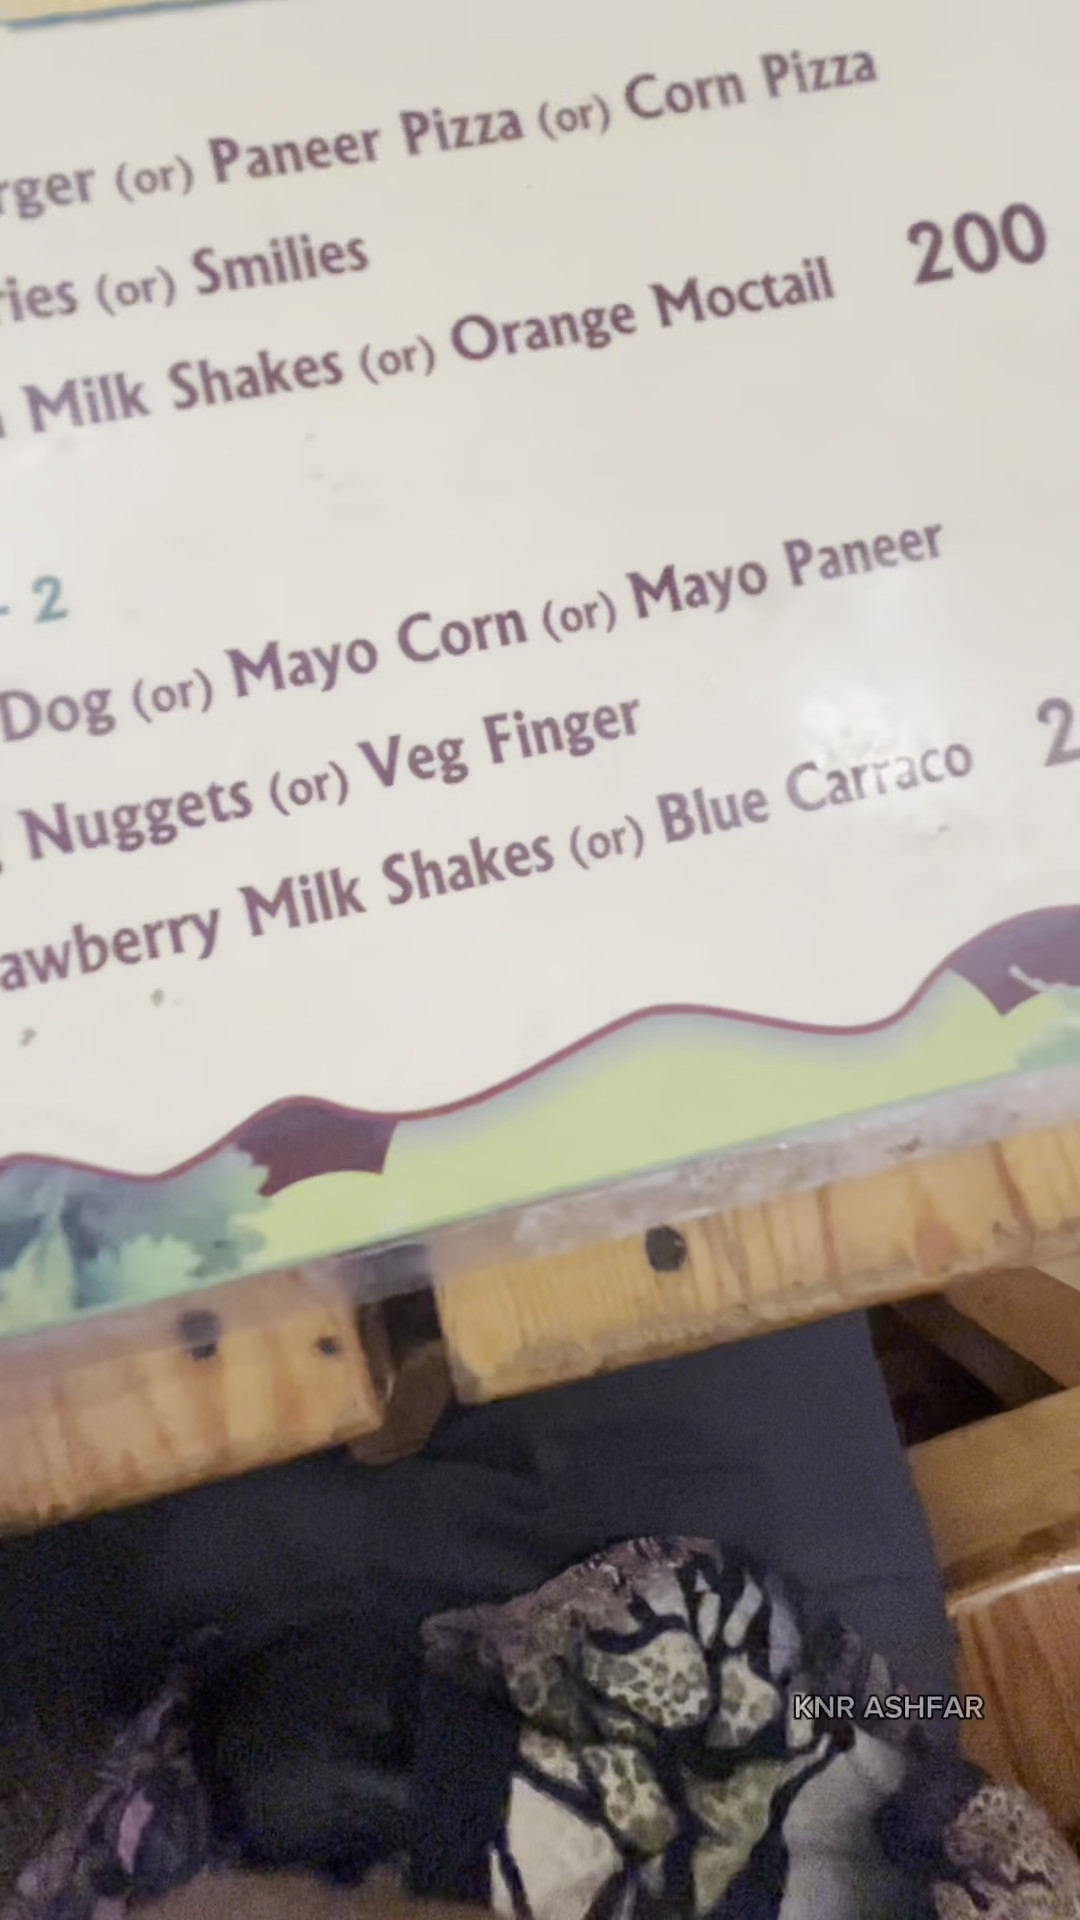 rger (or) Paneer Pizza (or) Corn Pizza
ries (or) Smilies
Milk Shakes (or) Orange Moctail 200
- 2
Dog (or) Mayo Corn (or) Mayo Paneer
Nuggets (or) Veg Finger
awberry Milk Shakes (or) Blue Carraco 2
KNR ASHFAR